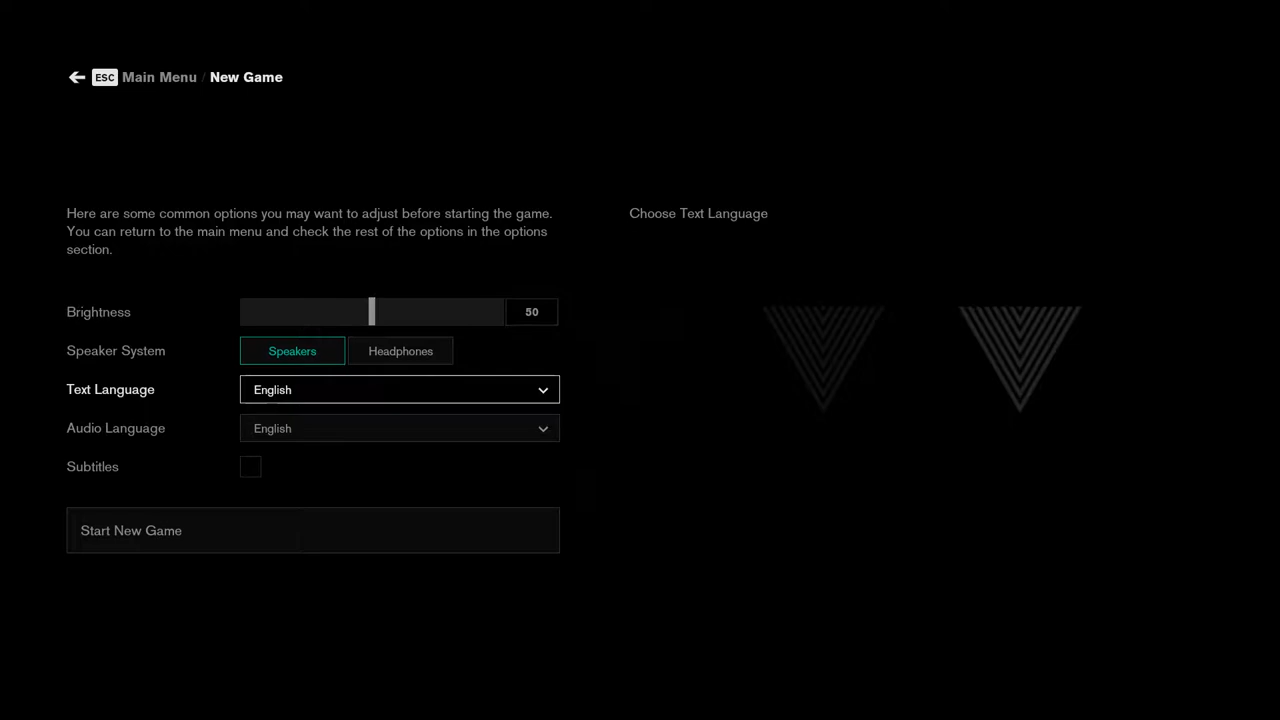 ESC Main Menu / New Game
Here are some common options you may want to adjust before starting the game.
You can return to the main menu and check the rest of the options in the options
section.
Choose Text Language
Brightness 50
Speaker System Speakers Headphones
Text Language English
Audio Language English
Subtitles
Start New Game